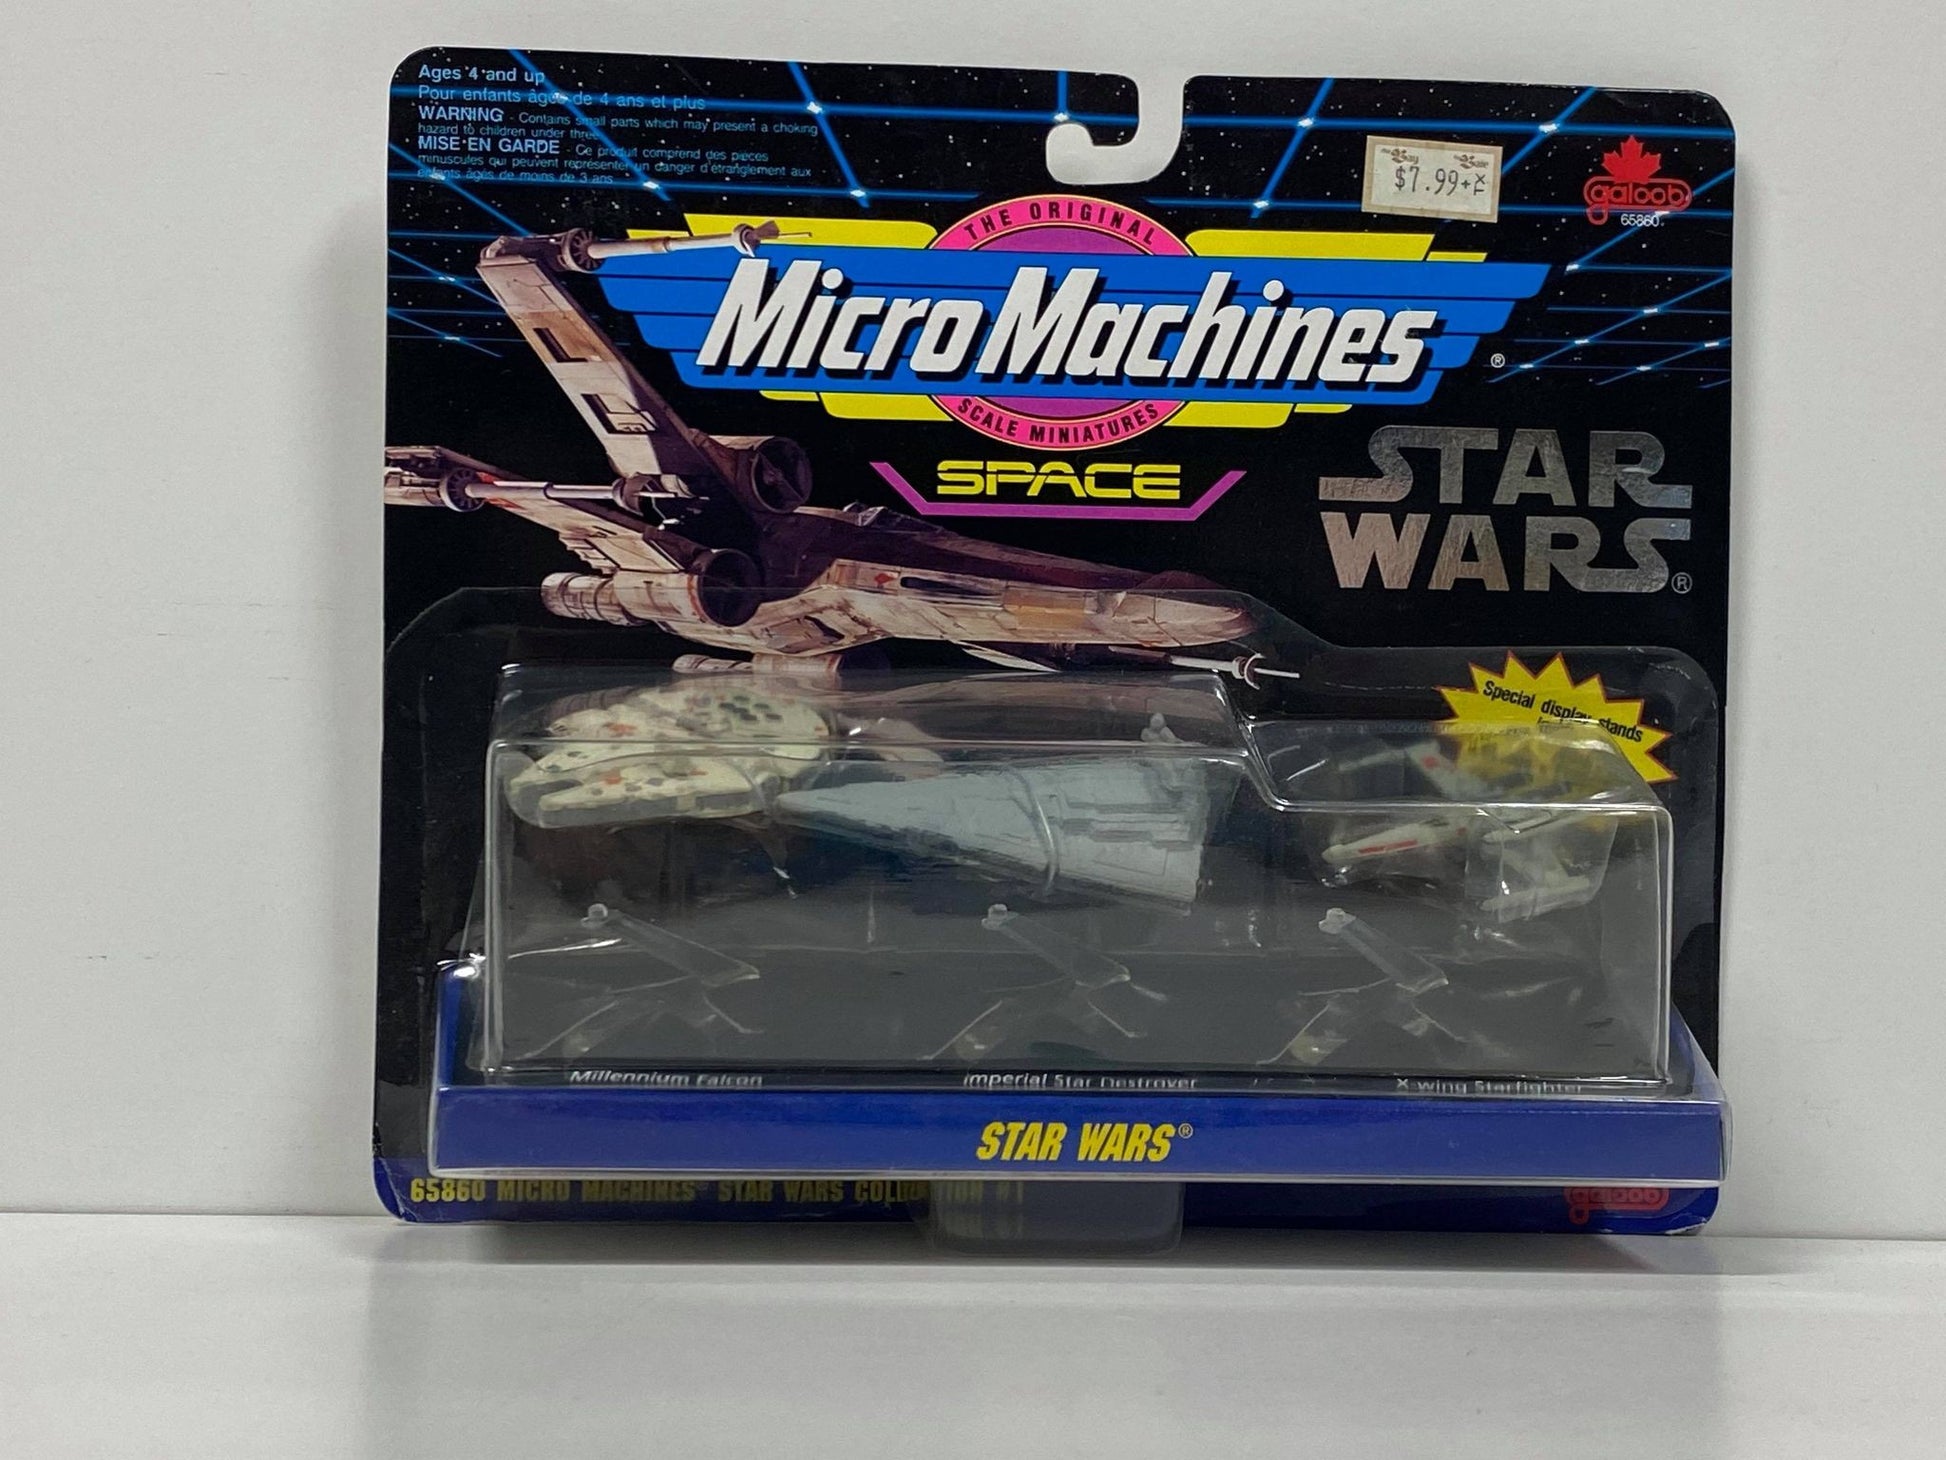 Ages 4 and up
Pour enfants âgés de 4 ans et plus
WARNING - Contains small parts which may present a choking
hazard to children under three.
MISE EN GARDE - Ce produit comprend des pièces
minuscules qui peuvent représenter un danger d'étranglement aux
enfants âgés de moins de 3 ans.
$7.99+
galoob
65860
THE ORIGINAL
Micro Machines®
SCALE MINIATURES
SPACE
STAR
WARS®
Special display stands
Millennium Falcon
Imperial Star Destroyer
X-wing Starfighter
STAR WARS®
65860 MICRO MACHINES® STAR WARS COLLECTION #1
galoob